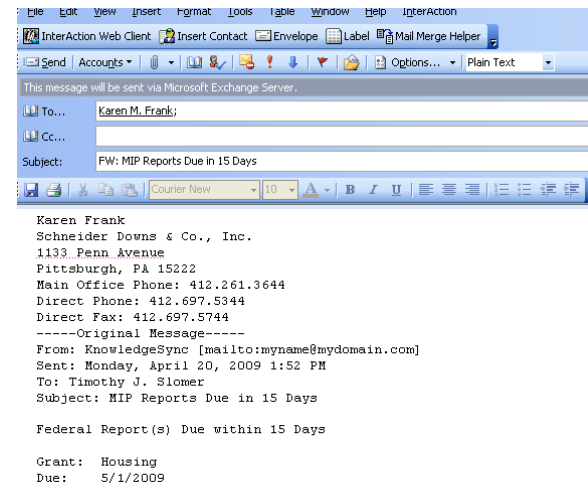 File Edit View Insert Format Tools Table Window Help InterAction
InterAction Web Client Insert Contact Envelope Label Mail Merge Helper
Send Accounts Options... Plain Text
This message will be sent via Microsoft Exchange Server.
To... Karen M. Frank;
Cc...
Subject: FW: MIP Reports Due in 15 Days
Courier New 10 A B I U
Karen Frank
Schneider Downs & Co., Inc.
1133 Penn Avenue
Pittsburgh, PA 15222
Main Office Phone: 412.261.3644
Direct Phone: 412.697.5344
Direct Fax: 412.697.5744
-----Original Message-----
From: KnowledgeSync [mailto:myname@mydomain.com]
Sent: Monday, April 20, 2009 1:52 PM
To: Timothy J. Slomer
Subject: MIP Reports Due in 15 Days
Federal Report(s) Due within 15 Days
Grant: Housing
Due: 5/1/2009